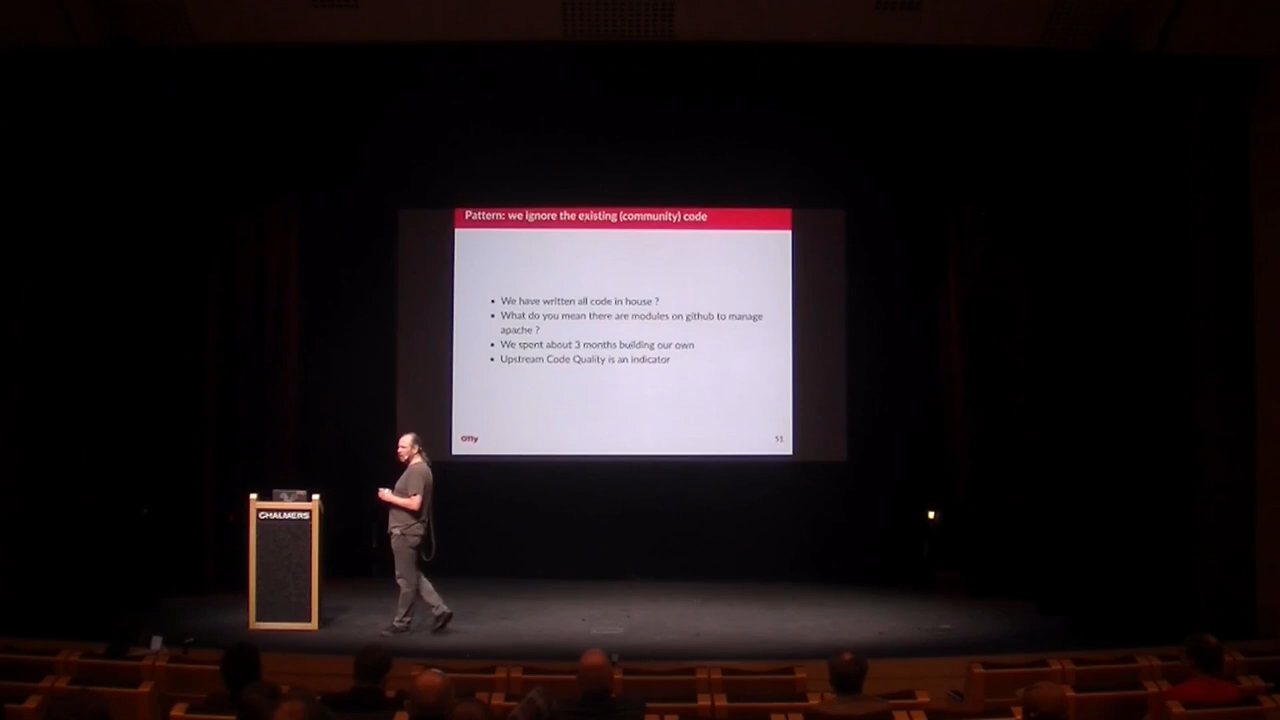 Pattern: we ignore the existing (community) code
• We have written all code in house ?
• What do you mean there are modules on github to manage
apache ?
• We spent about 3 months building our own
• Upstream Code Quality is an indicator
O11y
51
CHALMERS